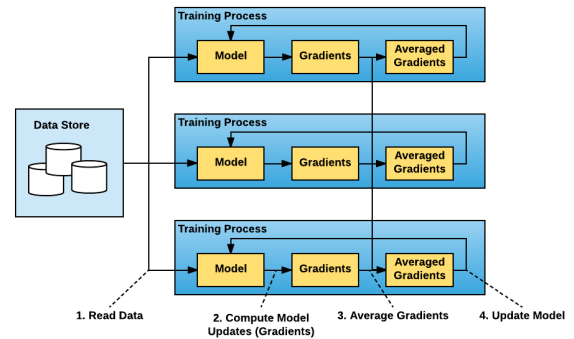 Training Process
Model
Gradients
Averaged
Gradients
Data Store
Training Process
Model
Gradients
Averaged
Gradients
Training Process
Model
Gradients
Averaged
Gradients
1. Read Data
2. Compute Model
Updates (Gradients)
3. Average Gradients
4. Update Model